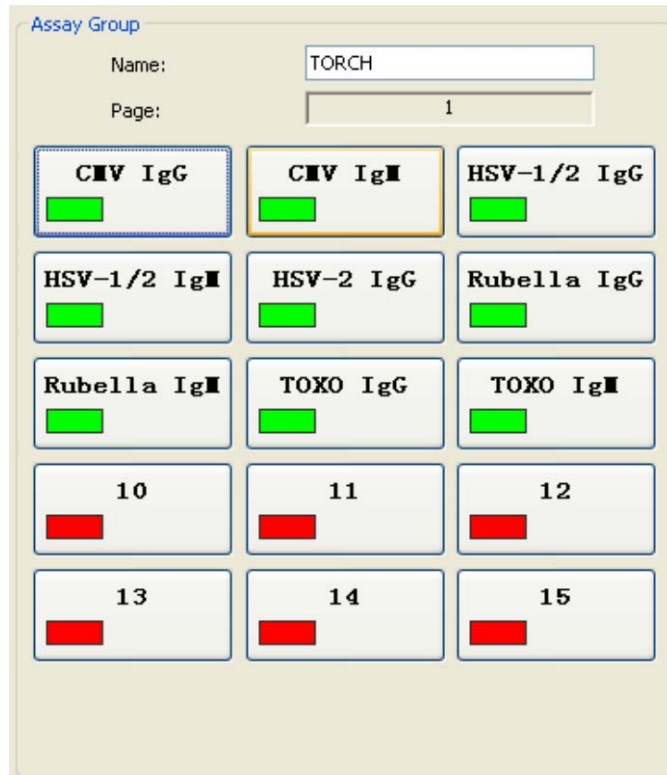 Assay Group
Name: TORCH
Page: 1
CMV IgG CMV IgM HSV-1/2 IgG
HSV-1/2 IgM HSV-2 IgG Rubella IgG
Rubella IgM TOXO IgG TOXO IgM
10 11 12
13 14 15